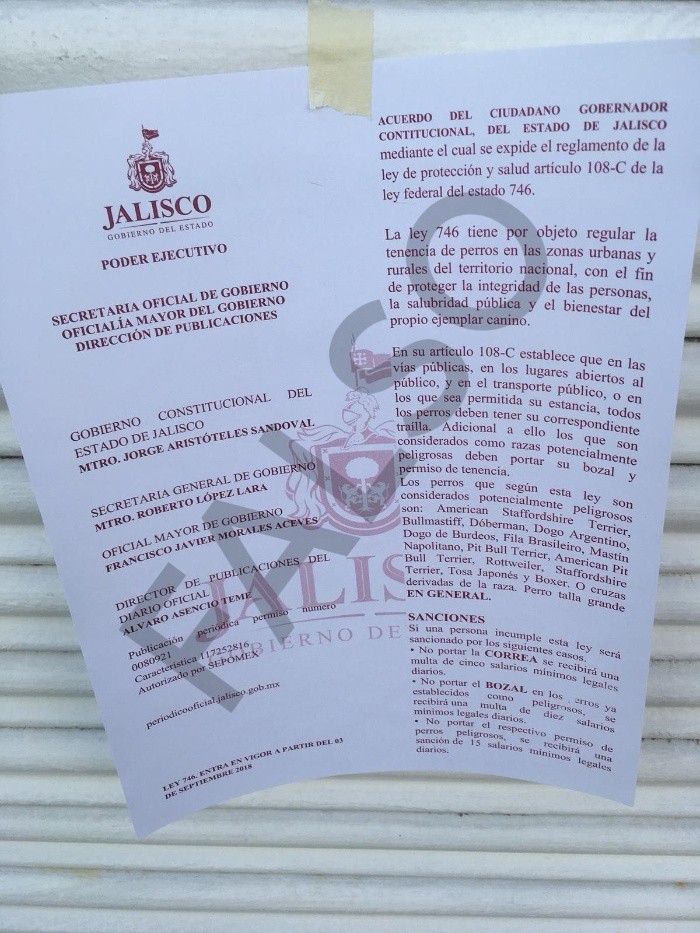 JALISCO
GOBIERNO DEL ESTADO
PODER EJECUTIVO
SECRETARIA OFICIAL DE GOBIERNO
OFICIALÍA MAYOR DEL GOBIERNO
DIRECCIÓN DE PUBLICACIONES
GOBIERNO CONSTITUCIONAL DEL
ESTADO DE JALISCO
MTRO. JORGE ARISTÓTELES SANDOVAL
SECRETARIA GENERAL DE GOBIERNO
MTRO. ROBERTO LÓPEZ LARA
OFICIAL MAYOR DE GOBIERNO
FRANCISCO JAVIER MORALES ACEVES
DIRECTOR DE PUBLICACIONES DEL
DIARIO OFICIAL
ALVARO ASENCIO TEME
Publicación periódica permiso numero
0080921
Caracteristica 117252816
Autorizado por SEPOMEX
periodicooficial.jalisco.gob.mx
LEY 746. ENTRA EN VIGOR A PARTIR DEL 03
DE SEPTIEMBRE 2018
ACUERDO DEL CIUDADANO GOBERNADOR
CONTITUCIONAL, DEL ESTADO DE JALISCO
mediante el cual se expide el reglamento de la
ley de protección y salud artículo 108-C de la
ley federal del estado 746.
La ley 746 tiene por objeto regular la
tenencia de perros en las zonas urbanas y
rurales del territorio nacional, con el fin
de proteger la integridad de las personas,
la salubridad pública y el bienestar del
propio ejemplar canino.
En su artículo 108-C establece que en las
vías públicas, en los lugares abiertos al
público, y en el transporte público, o en
los que sea permitida su estancia, todos
los perros deben tener su correspondiente
trailla. Adicional a ello los que son
considerados como razas potencialmente
peligrosas deben portar su bozal y
permiso de tenencia.
Los perros que según esta ley son
considerados potencialmente peligrosos
son: American Staffordshire Terrier,
Bullmastiff, Dóberman, Dogo Argentino,
Dogo de Burdeos, Fila Brasileiro, Mastín
Napolitano, Pit Bull Terrier, American Pit
Bull Terrier, Rottweiler, Staffordshire
Terrier, Tosa Japonés y Boxer. O cruzas
derivadas de la raza. Perro talla grande
EN GENERAL.
SANCIONES
Si una persona incumple esta ley será
sancionado por los siguientes casos.
• No portar la CORREA se recibirá una
multa de cinco salarios mínimos legales
diarios.
• No portar el BOZAL en los erros ya
establecidos como peligrosos, se
recibirá una multa de diez salarios
mínimos legales diarios.
• No portar el respectivo permiso de
perros peligrosos, se recibirá una
sanción de 15 salarios mínimos legales
diarios.
JALIS
GOBIERNO DE
FALSO